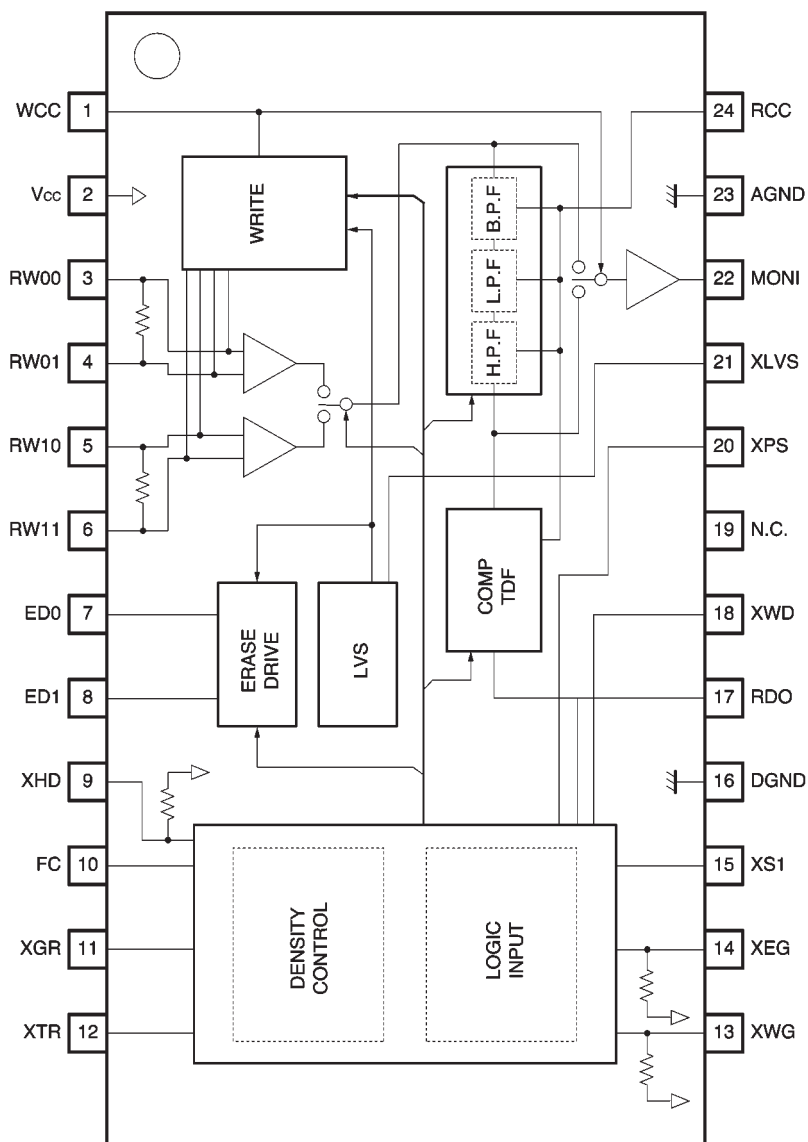 WCC 1
Vcc 2
RW00 3
RW01 4
RW10 5
RW11 6
ED0 7
ED1 8
XHD 9
FC 10
XGR 11
XTR 12
24 RCC
23 AGND
22 MONI
21 XLVS
20 XPS
19 N.C.
18 XWD
17 RDO
16 DGND
15 XS1
14 XEG
13 XWG
WRITE
B.P.F
L.P.F
H.P.F
COMP
TDF
ERASE
DRIVE
LVS
DENSITY
CONTROL
LOGIC
INPUT